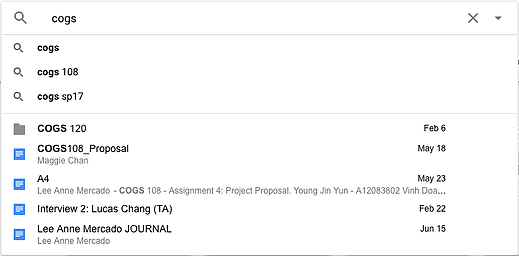 cogs
cogs
cogs 108
cogs sp17
COGS 120 Feb 6
COGS108_Proposal May 18
Maggie Chan
A4 May 23
Lee Anne Mercado - COGS 108 - Assignment 4: Project Proposal. Young Jin Yun - A12083802 Vinh Doa...
Interview 2: Lucas Chang (TA) Feb 22
Lee Anne Mercado JOURNAL Jun 15
Lee Anne Mercado